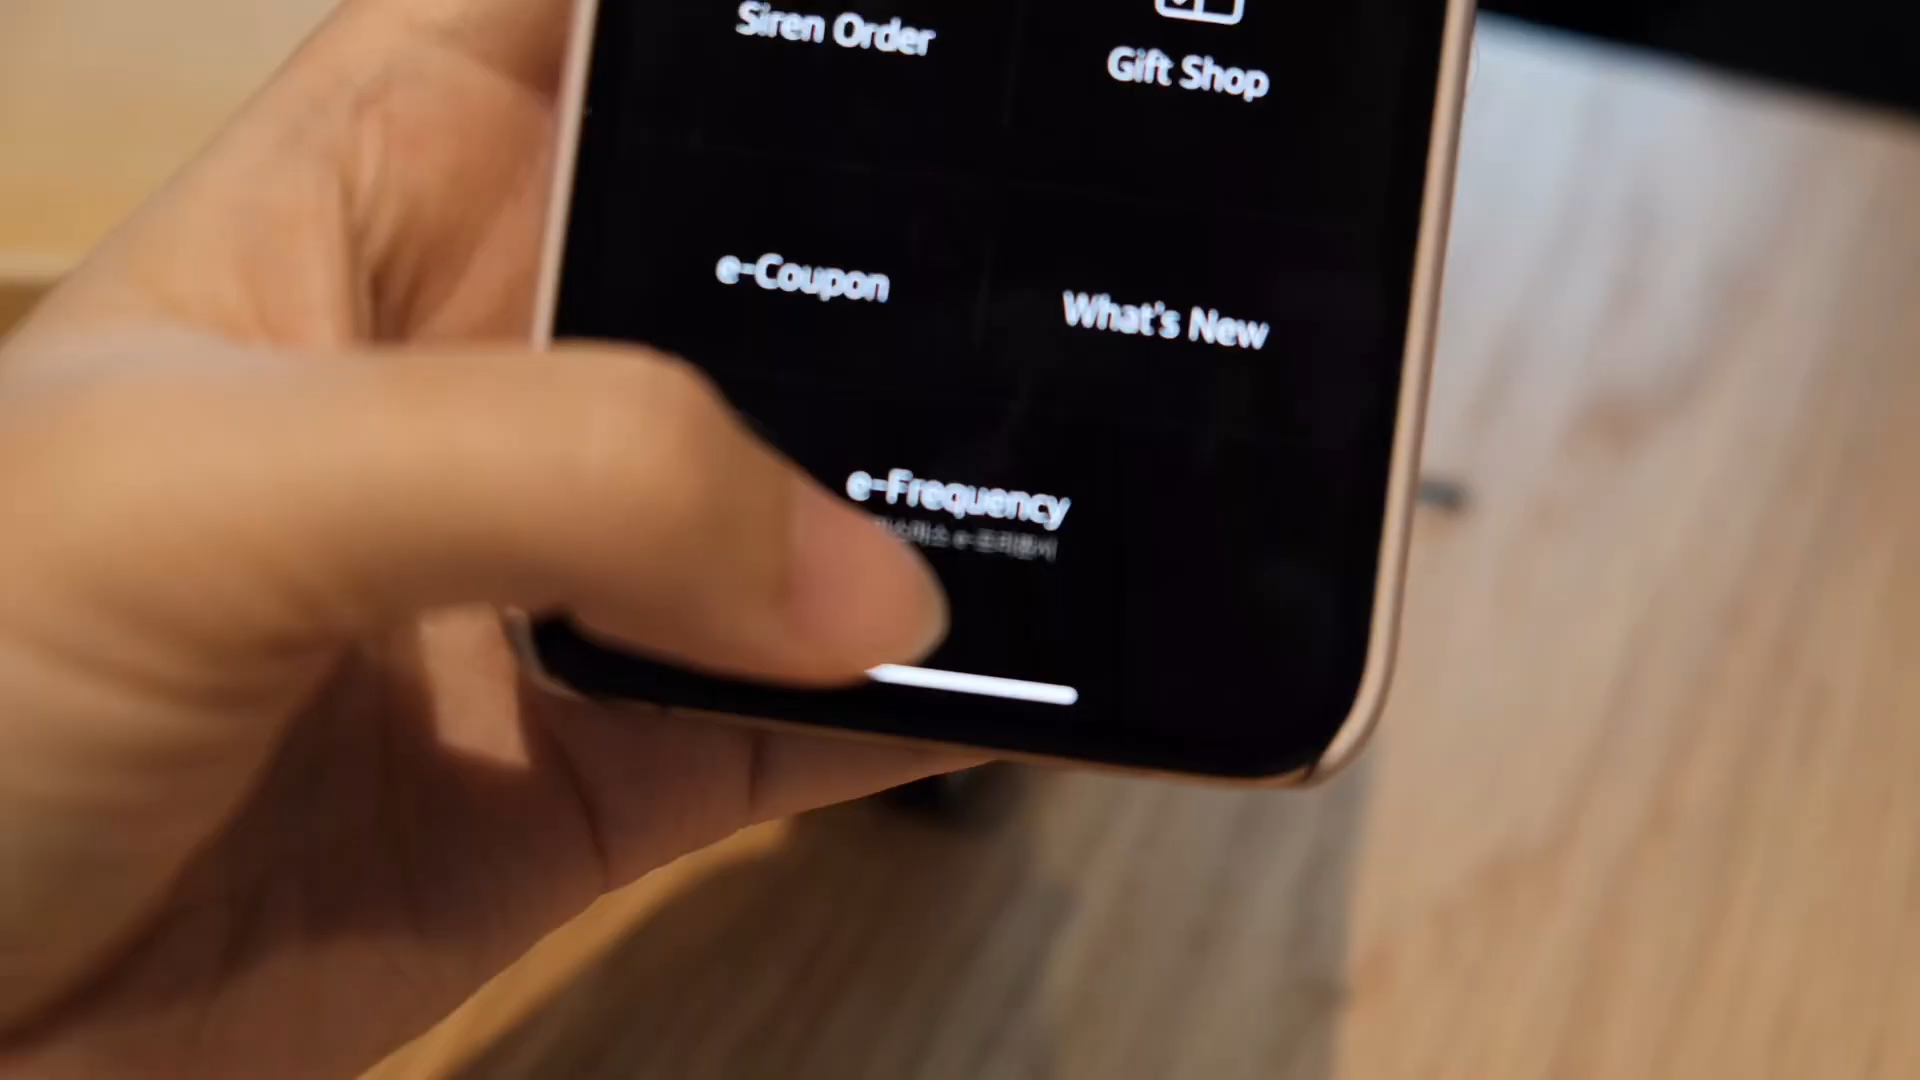 Siren Order
Gift Shop
e-Coupon
What's New
e-Frequency